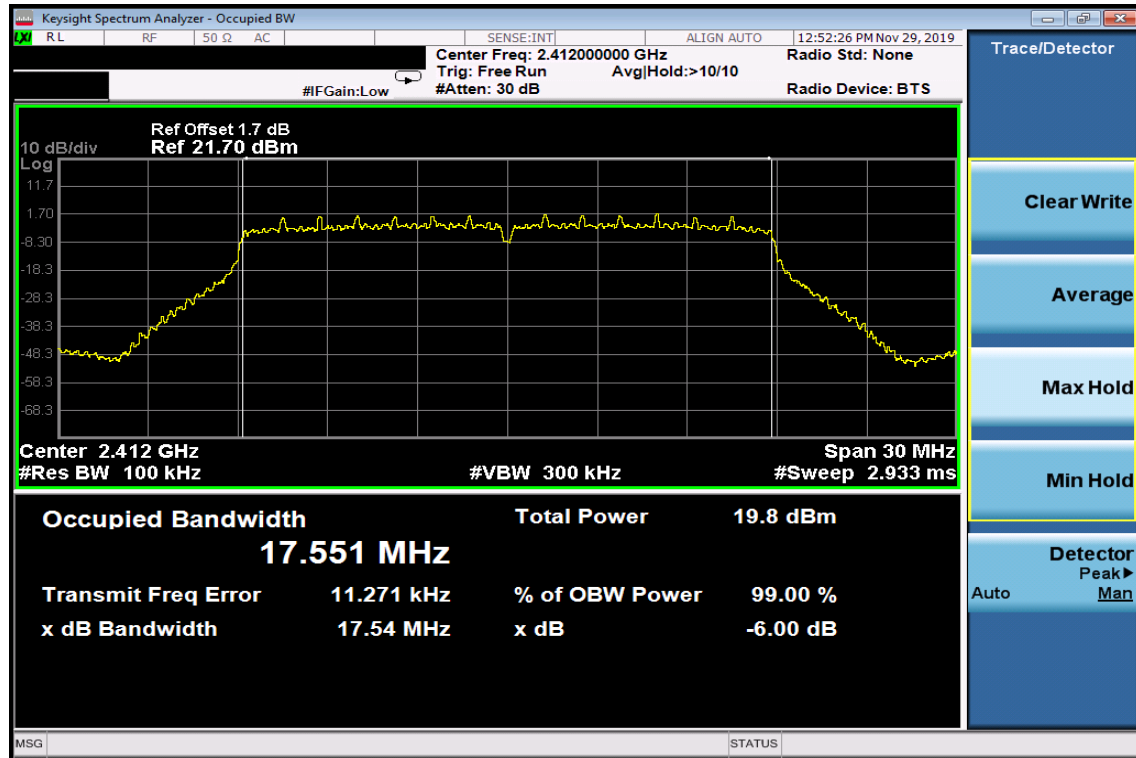 Keysight Spectrum Analyzer - Occupied BW
LXI RL RF 50 Ω AC SENSE:INT ALIGN AUTO 12:52:26 PM Nov 29, 2019
Center Freq: 2.412000000 GHz Radio Std: None
Trig: Free Run Avg|Hold:>10/10
#IFGain:Low #Atten: 30 dB Radio Device: BTS
Ref Offset 1.7 dB
10 dB/div Ref 21.70 dBm
Log
11.7
1.70
-8.30
-18.3
-28.3
-38.3
-48.3
-58.3
-68.3
Center 2.412 GHz Span 30 MHz
#Res BW 100 kHz #VBW 300 kHz #Sweep 2.933 ms
Occupied Bandwidth Total Power 19.8 dBm
17.551 MHz
Transmit Freq Error 11.271 kHz % of OBW Power 99.00 %
x dB Bandwidth 17.54 MHz x dB -6.00 dB
MSG STATUS
Trace/Detector
Clear Write
Average
Max Hold
Min Hold
Detector
Peak►
Auto Man